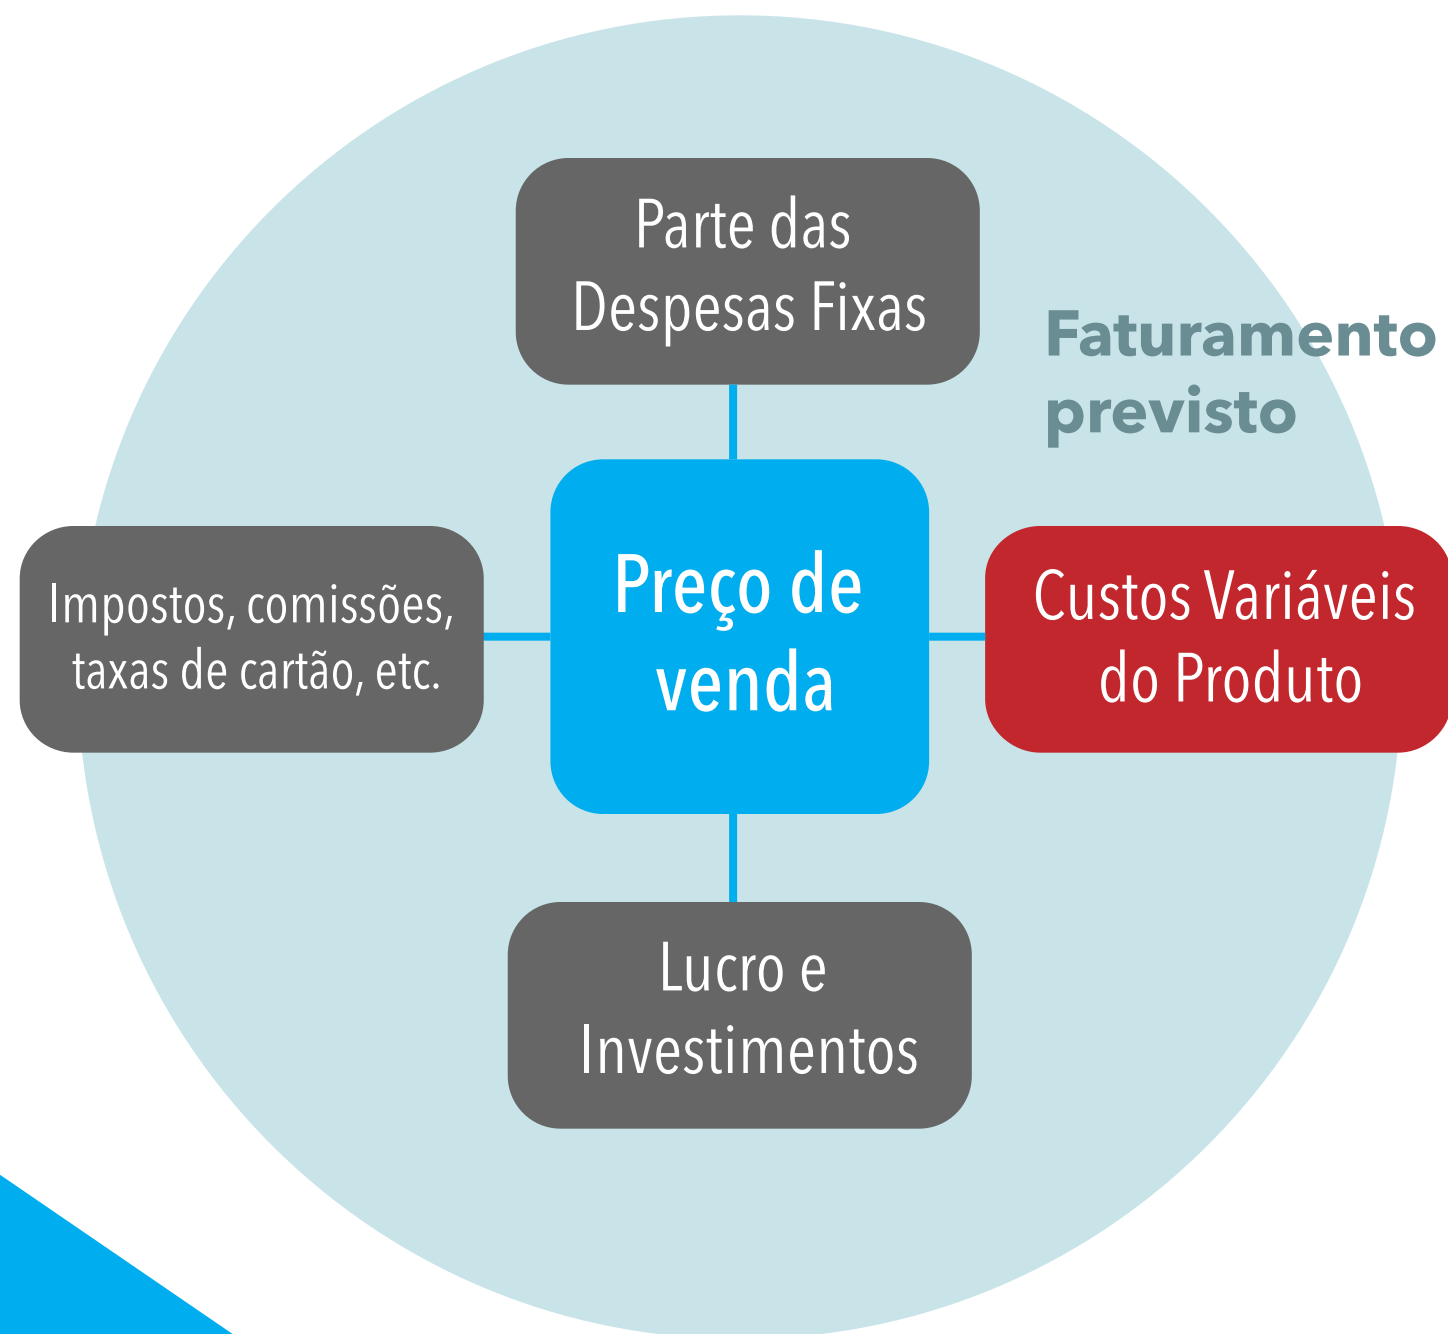 Parte das
Despesas Fixas
Faturamento
previsto
Impostos, comissões,
taxas de cartão, etc.
Preço de
venda
Custos Variáveis
do Produto
Lucro e
Investimentos